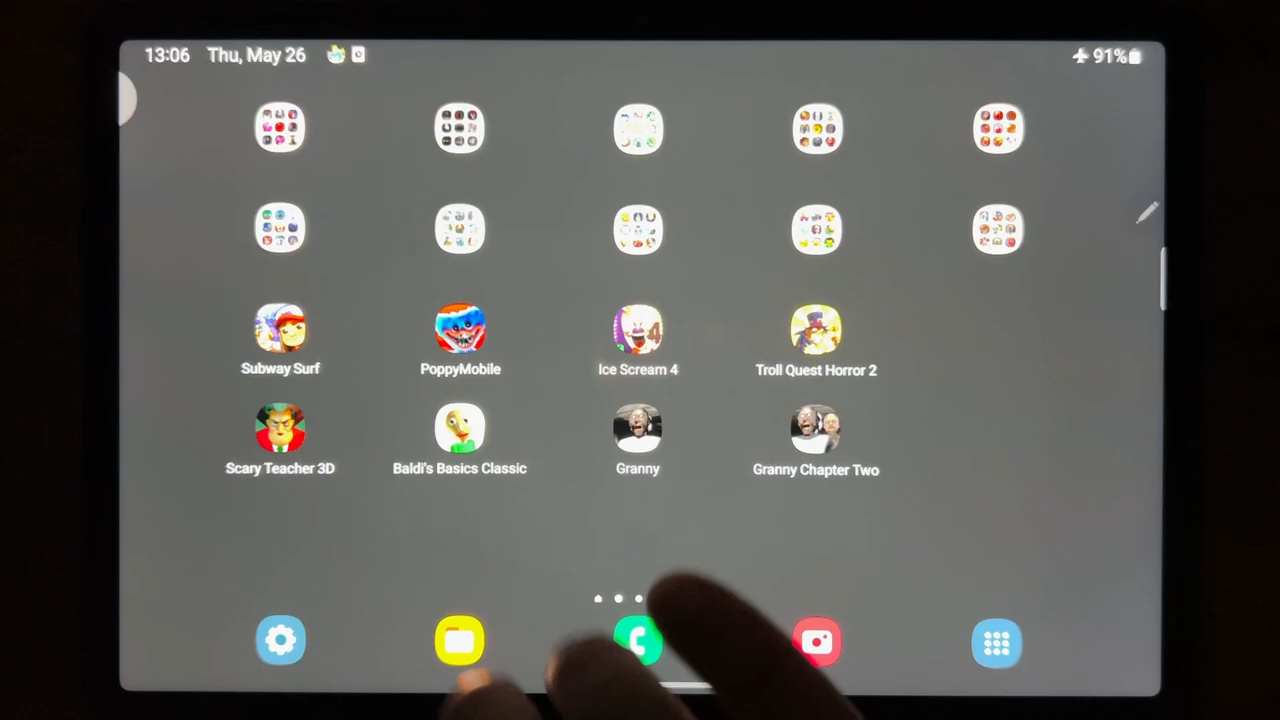 13:06 Thu, May 26 91%
Subway Surf PoppyMobile Ice Scream 4 Troll Quest Horror 2
Scary Teacher 3D Baldi's Basics Classic Granny Granny Chapter Two